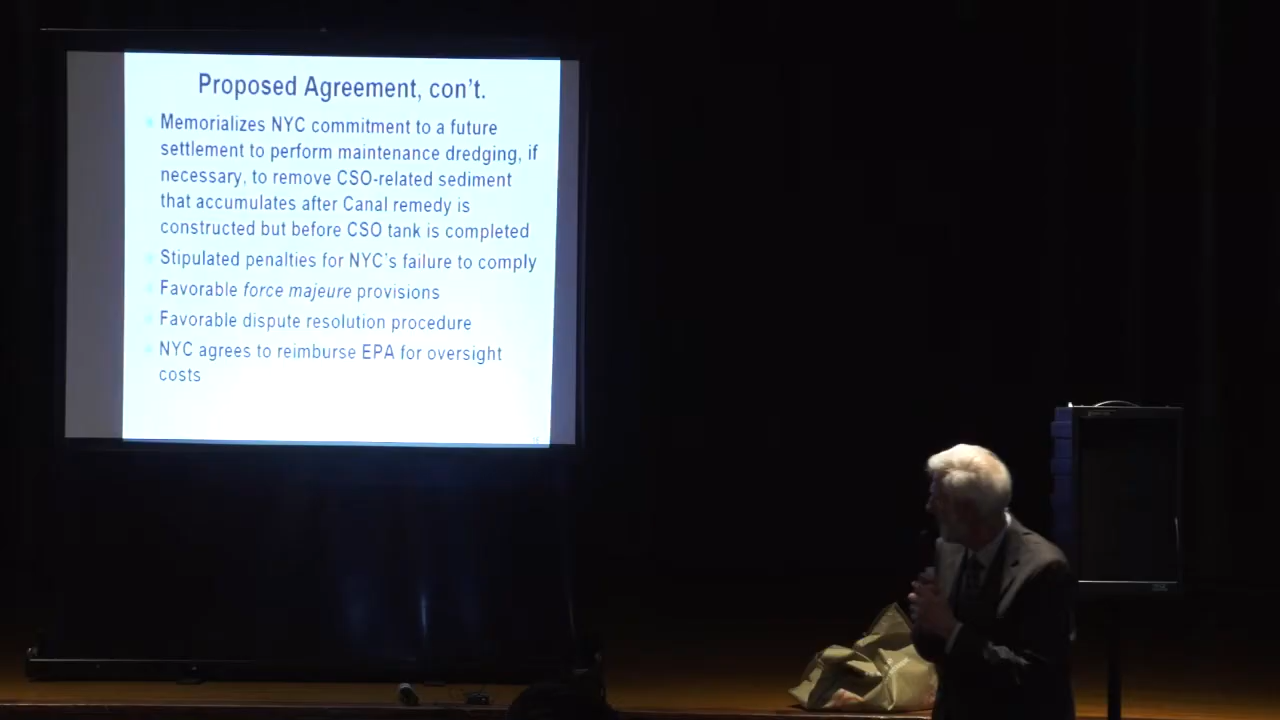 Proposed Agreement, con't.
Memorializes NYC commitment to a future
settlement to perform maintenance dredging, if
necessary, to remove CSO-related sediment
that accumulates after Canal remedy is
constructed but before CSO tank is completed
Stipulated penalties for NYC's failure to comply
Favorable force majeure provisions
Favorable dispute resolution procedure
NYC agrees to reimburse EPA for oversight
costs